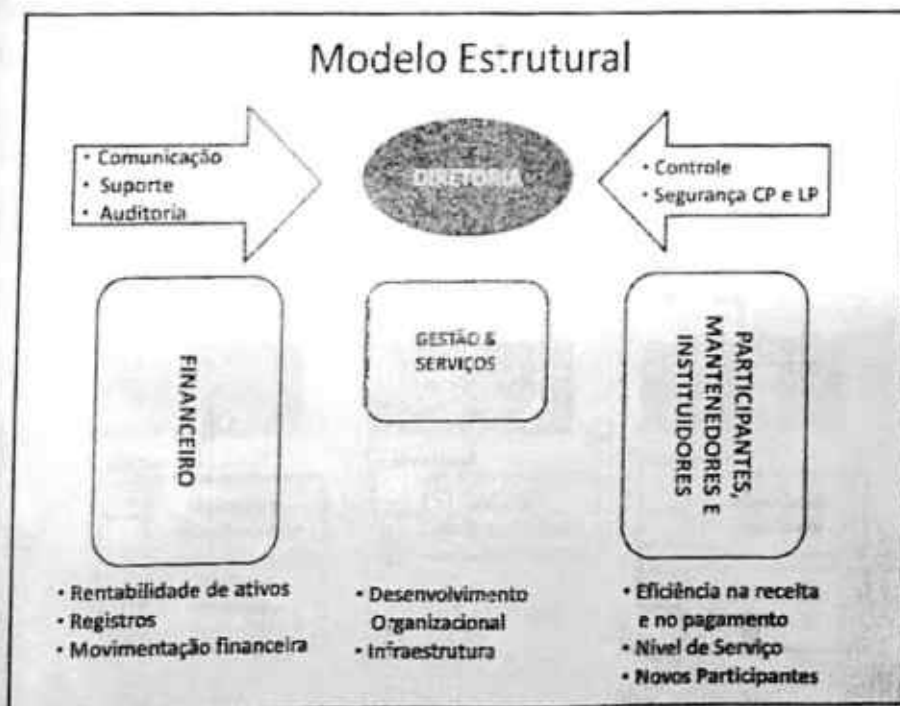 Modelo Estrutural
• Comunicação
• Suporte
• Auditoria
DIRETORIA
• Controle
• Segurança CP e LP
FINANCEIRO
GESTÃO &
SERVIÇOS
PARTICIPANTES,
MANTENEDORES E
INSTITUIDORES
• Rentabilidade de ativos
• Registros
• Movimentação financeira
• Desenvolvimento
Organizacional
• Infraestrutura
• Eficiência na receita
e no pagamento
• Nível de Serviço
• Novos Participantes